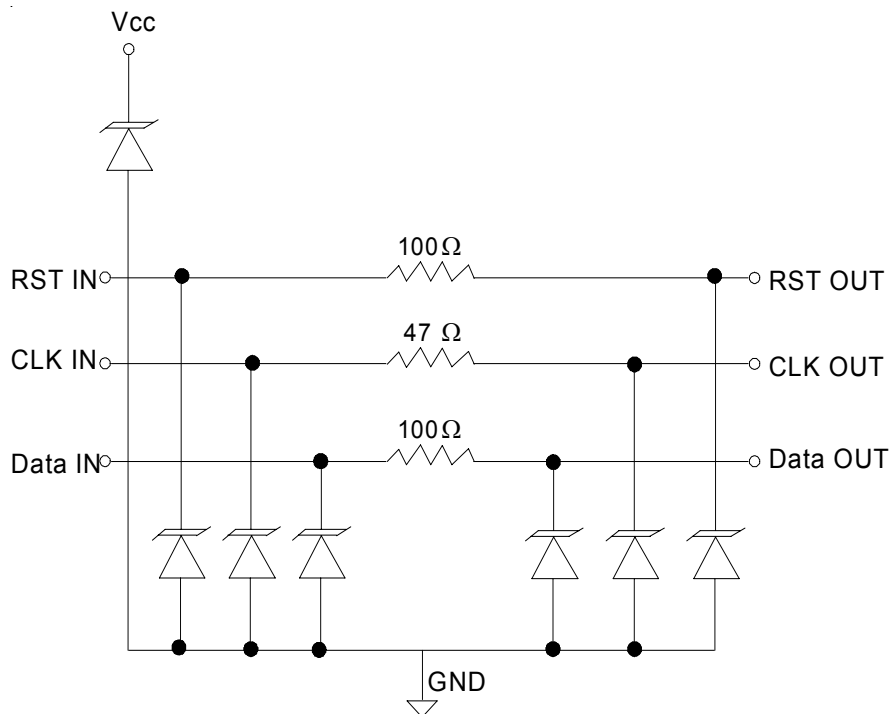 Vcc
100Ω
RST IN
RST OUT
47 Ω
CLK IN
CLK OUT
100Ω
Data IN
Data OUT
GND